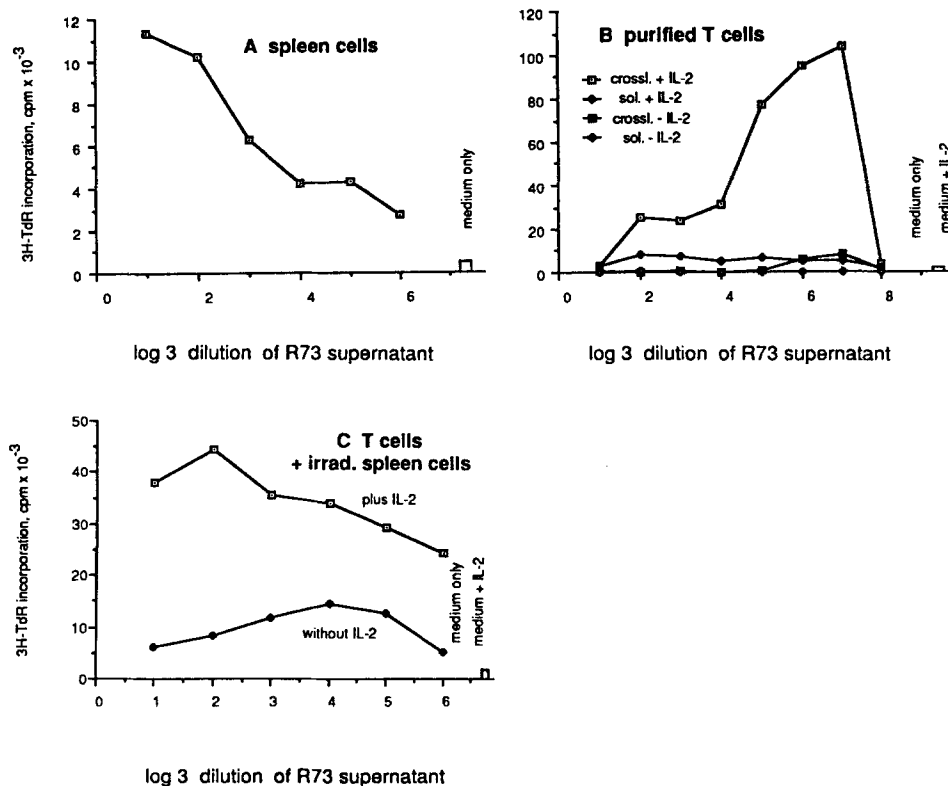 A spleen cells
3H-TdR incorporation, cpm x 10⁻³
12
10
8
6
4
2
0
0 2 4 6
medium only
log 3 dilution of R73 supernatant
B purified T cells
crossl. + IL-2
sol. + IL-2
crossl. - IL-2
sol. - IL-2
120
100
80
60
40
20
0
0 2 4 6 8
medium only
medium + IL-2
log 3 dilution of R73 supernatant
C T cells
+ irrad. spleen cells
3H-TdR incorporation, cpm x 10⁻³
50
40
30
20
10
0
plus IL-2
without IL-2
0 1 2 3 4 5 6
medium only
medium + IL-2
log 3 dilution of R73 supernatant